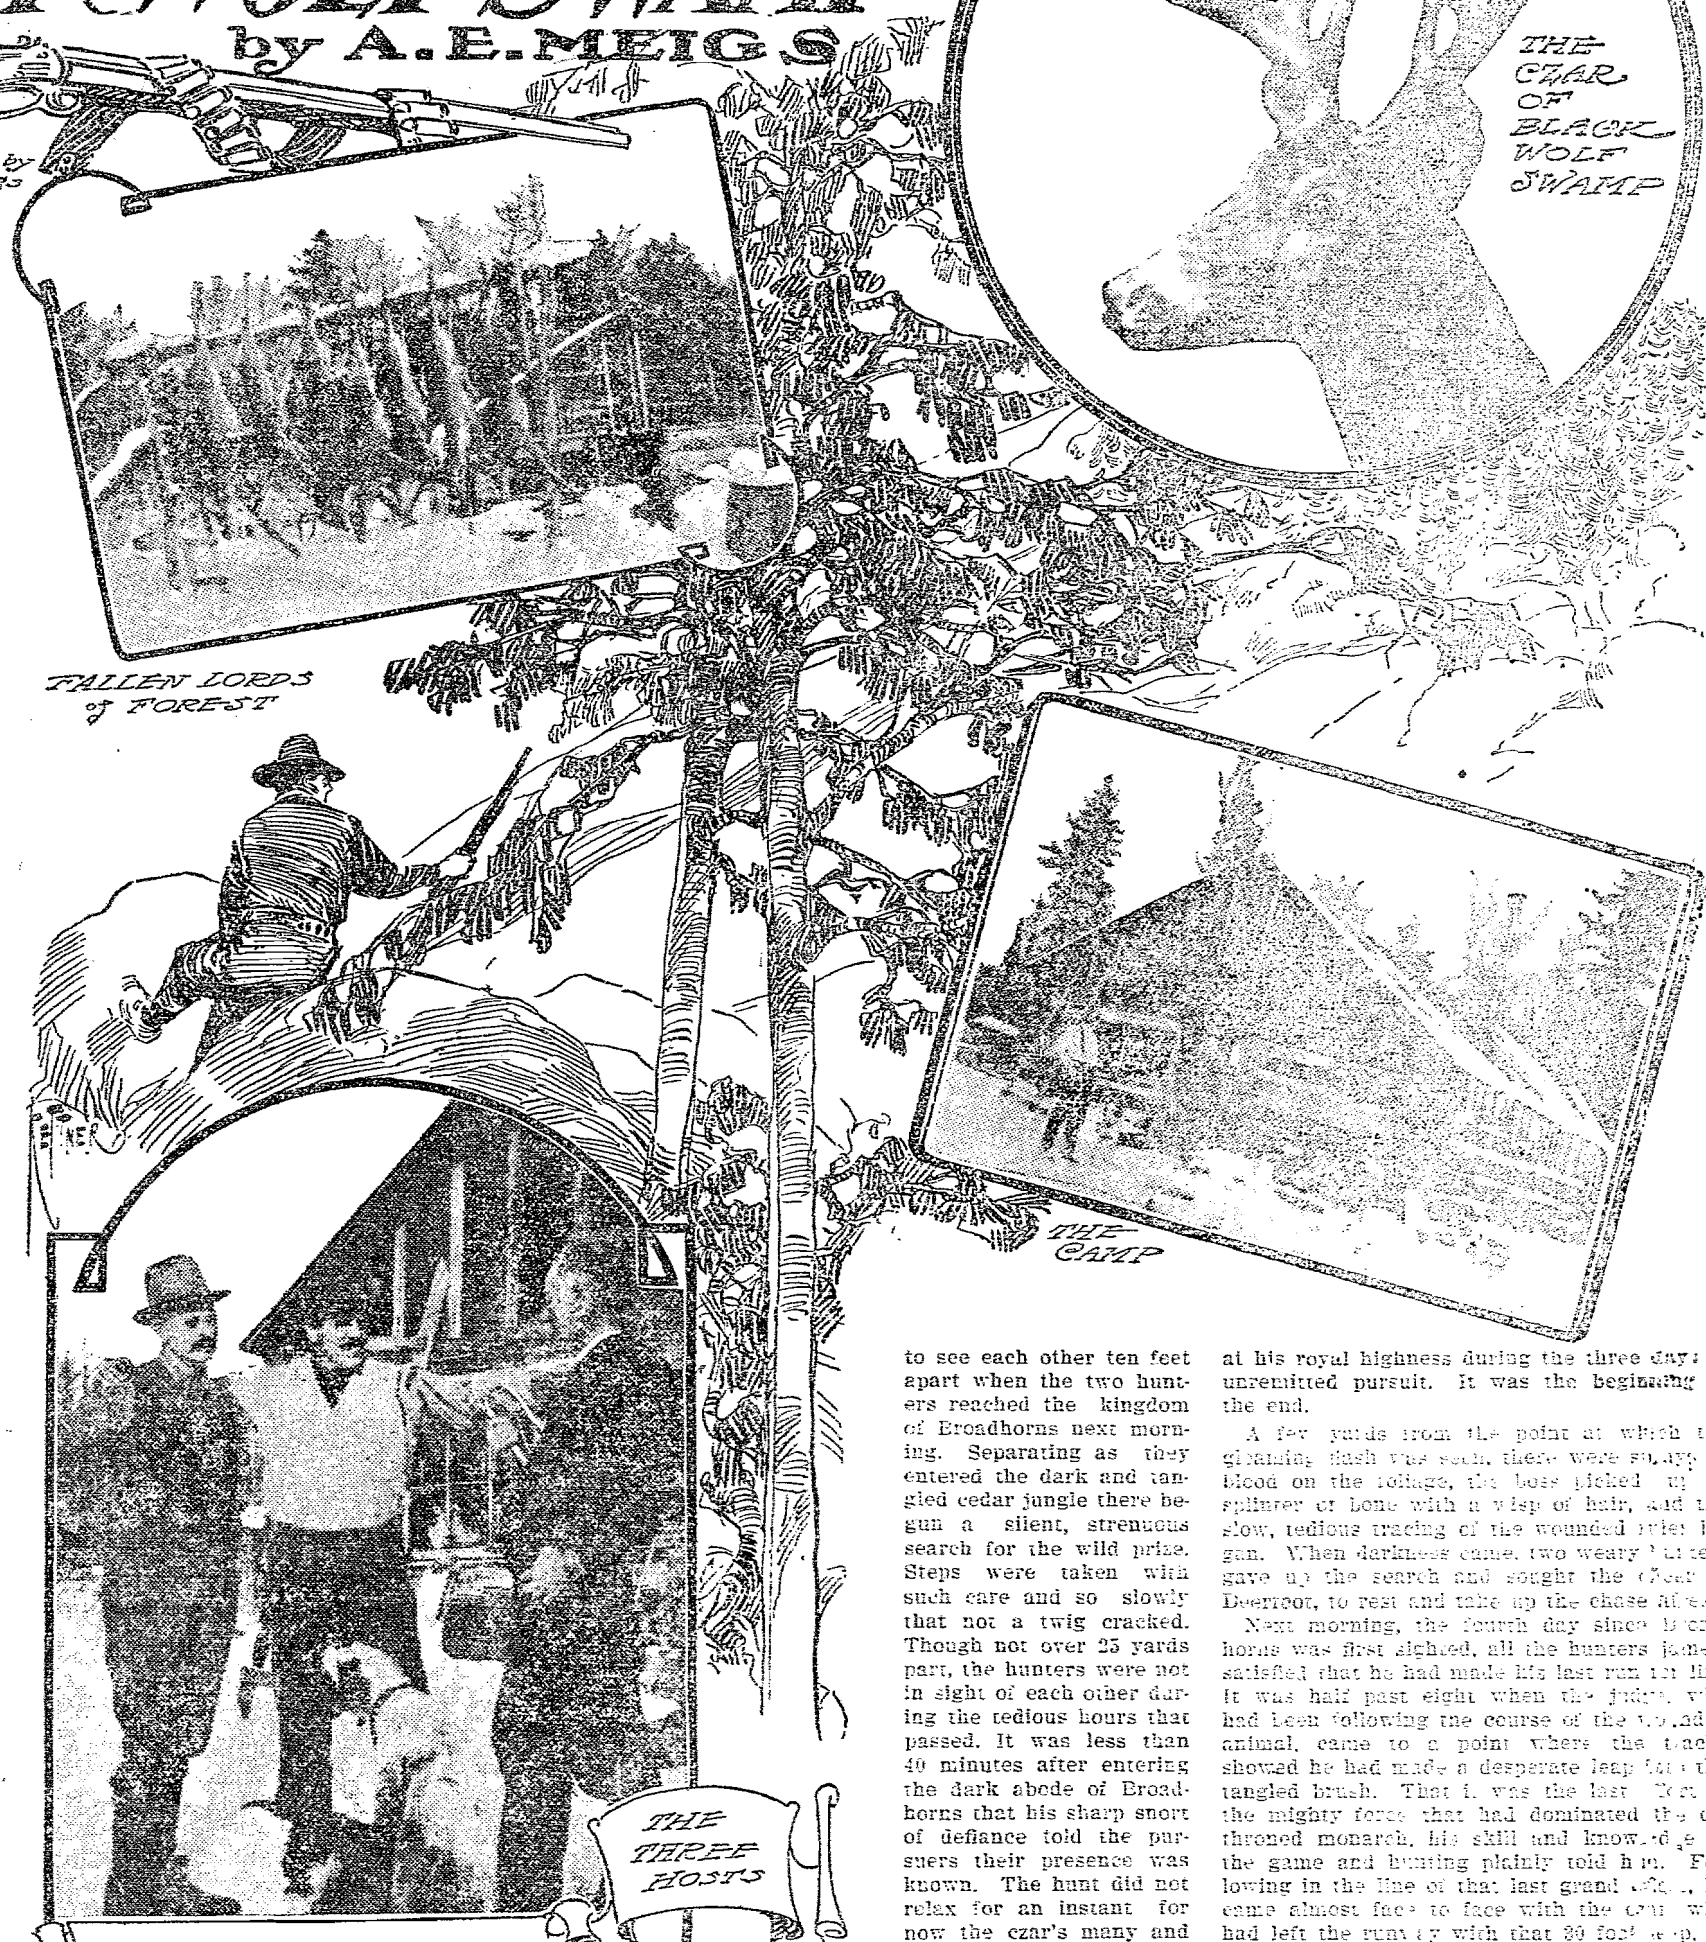 by A.E.MEIGS
by
THE
CZAR
OF
BLACK
WOLF
SWAMP
FALLEN LORDS
of FOREST
THE
CAMP
THE
THREE
HOSTS
to see each other ten feet
apart when the two hunt-
ers reached the kingdom
of Broadhorns next morn-
ing. Separating as they
entered the dark and tan-
gled cedar jungle there be-
gun a silent, strenuous
search for the wild prize.
Steps were taken with
such care and so slowly
that not a twig cracked.
Though not over 25 yards
part, the hunters were not
in sight of each other dur-
ing the tedious hours that
passed. It was less than
40 minutes after entering
the dark abode of Broad-
horns that his sharp snort
of defiance told the pur-
suers their presence was
known. The hunt did not
relax for an instant for
now the czar's many and
at his royal highness during the three days
unremitted pursuit. It was the beginning
the end.
A few yards from the point at which
gleaming flash was seen, there were
blood on the foliage, the boss picked up
splinter of bone with a wisp of hair, and
slow, tedious tracing of the wounded
gan. When darkness came, two weary
gave up the search and sought the
Deerfoot, to rest and take up the chase
Next morning, the fourth day since
horns was first sighted, all the hunters
satisfied that he had made his last run for
It was half past eight when the judge,
had been following the course of the
animal, came to a point where the
showed he had made a desperate leap
tangled brush. That it was the last
the mighty force that had dominated the
throned monarch, his skill and
the game and hunting plainly told him.
lowing in the line of that last grand
came almost face to face with the czar
had left the runway with that 30 foot